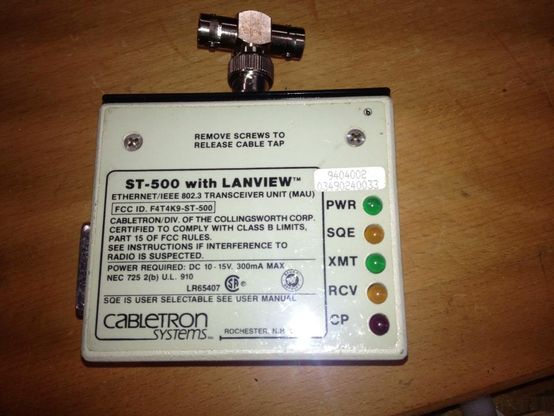 REMOVE SCREWS TO
RELEASE CABLE TAP
ST-500 with LANVIEW™
ETHERNET/IEEE 802.3 TRANSCEIVER UNIT (MAU)
FCC ID. F4T4K9-ST-500
CABLETRON/DIV. OF THE COLLINGSWORTH CORP.
CERTIFIED TO COMPLY WITH CLASS B LIMITS,
PART 15 OF FCC RULES.
SEE INSTRUCTIONS IF INTERFERENCE TO
RADIO IS SUSPECTED.
POWER REQUIRED: DC 10-15V, 300mA MAX
NEC 725 2(b) U.L. 910
LR65407
SQE IS USER SELECTABLE SEE USER MANUAL
CABLETRON
SYSTEMS
ROCHESTER, N.H.
9404002
03490240033
PWR
SQE
XMT
RCV
CP